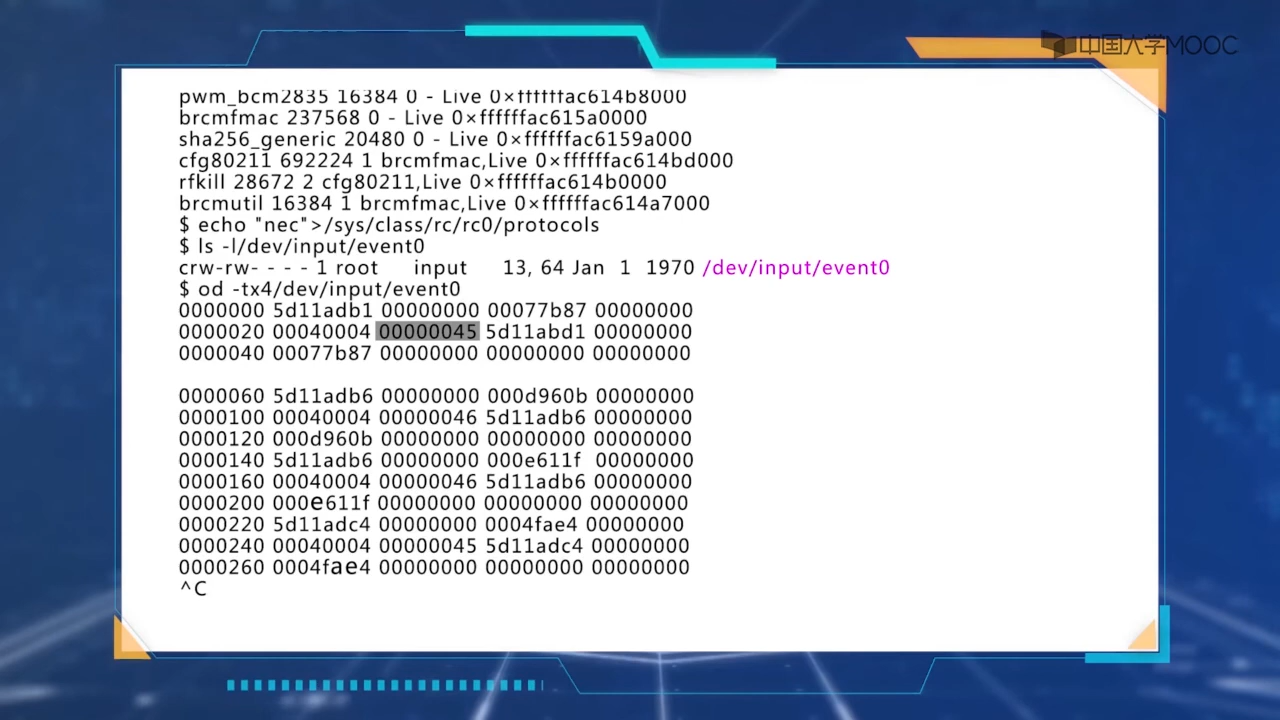 中国大学MOOC
pwm_bcm2835 16384 0 - Live 0×ffffffac614b8000
brcmfmac 237568 0 - Live 0×ffffffac615a0000
sha256_generic 20480 0 - Live 0×ffffffac6159a000
cfg80211 692224 1 brcmfmac,Live 0×ffffffac614bd000
rfkill 28672 2 cfg80211,Live 0×ffffffac614b0000
brcmutil 16384 1 brcmfmac,Live 0×ffffffac614a7000
$ echo "nec">/sys/class/rc/rc0/protocols
$ ls -l/dev/input/event0
crw-rw- - - - 1 root input 13, 64 Jan 1 1970 /dev/input/event0
$ od -tx4/dev/input/event0
0000000 5d11adb1 00000000 00077b87 00000000
0000020 00040004 00000045 5d11abd1 00000000
0000040 00077b87 00000000 00000000 00000000
0000060 5d11adb6 00000000 000d960b 00000000
0000100 00040004 00000046 5d11adb6 00000000
0000120 000d960b 00000000 00000000 00000000
0000140 5d11adb6 00000000 000e611f 00000000
0000160 00040004 00000046 5d11adb6 00000000
0000200 000e611f 00000000 00000000 00000000
0000220 5d11adc4 00000000 0004fae4 00000000
0000240 00040004 00000045 5d11adc4 00000000
0000260 0004fae4 00000000 00000000 00000000
^C